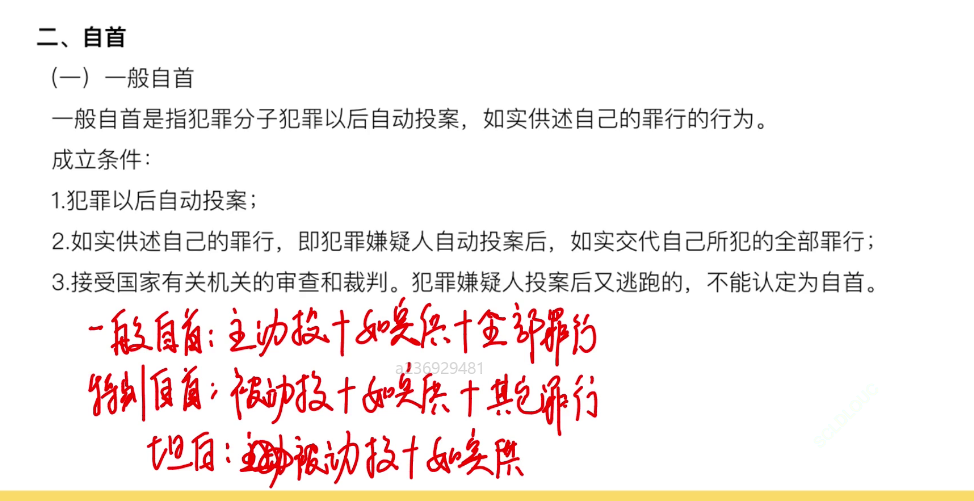 二、自首
（一）一般自首
一般自首是指犯罪分子犯罪以后自动投案，如实供述自己的罪行的行为。
成立条件：
1.犯罪以后自动投案；
2.如实供述自己的罪行，即犯罪嫌疑人自动投案后，如实交代自己所犯的全部罪行；
3.接受国家有关机关的审查和裁判。犯罪嫌疑人投案后又逃跑的，不能认定为自首。
一般自首：主动投＋如实供＋全部罪行
a236929481
特别自首：被动投＋如实供＋其它罪行
坦白：被动投＋如实供